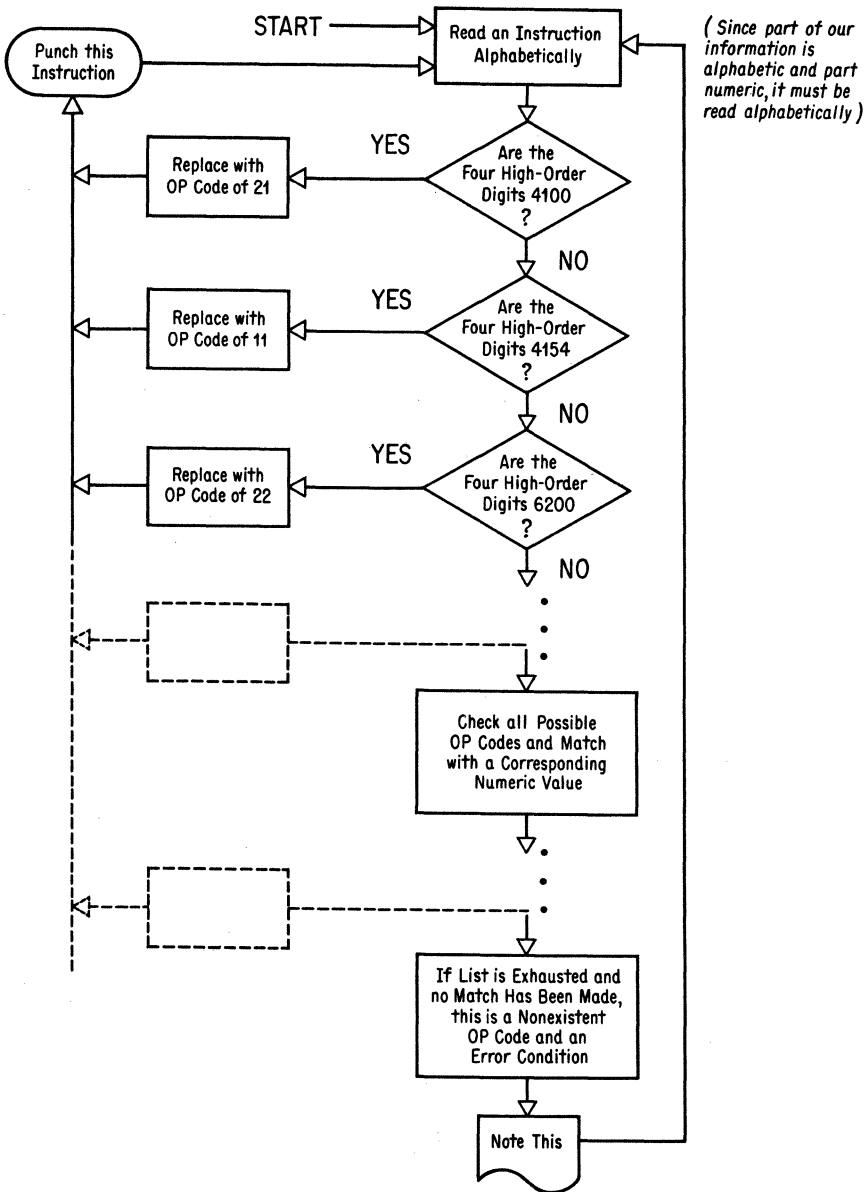 START
Punch this
Instruction
Read an Instruction
Alphabetically
( Since part of our
information is
alphabetic and part
numeric, it must be
read alphabetically )
YES
Replace with
OP Code of 21
Are the
Four High-Order
Digits 4100
?
NO
YES
Replace with
OP Code of 11
Are the
Four High-Order
Digits 4154
?
NO
YES
Replace with
OP Code of 22
Are the
Four High-Order
Digits 6200
?
NO
Check all Possible
OP Codes and Match
with a Corresponding
Numeric Value
If List is Exhausted and
no Match Has Been Made,
this is a Nonexistent
OP Code and an
Error Condition
Note This